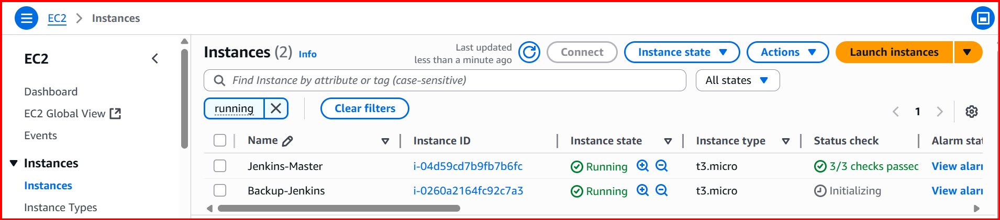 EC2 > Instances
EC2
Dashboard
EC2 Global View
Events
Instances
Instances
Instance Types
Instances (2) Info
Last updated
less than a minute ago
Connect
Instance state
Actions
Launch instances
Find Instance by attribute or tag (case-sensitive)
All states
running
Clear filters
1
Name Instance ID Instance state Instance type Status check Alarm stat
Jenkins-Master i-04d59cd7b9fb7b6fc Running t3.micro 3/3 checks passed View alarm
Backup-Jenkins i-0260a2164fc92c7a3 Running t3.micro Initializing View alarm